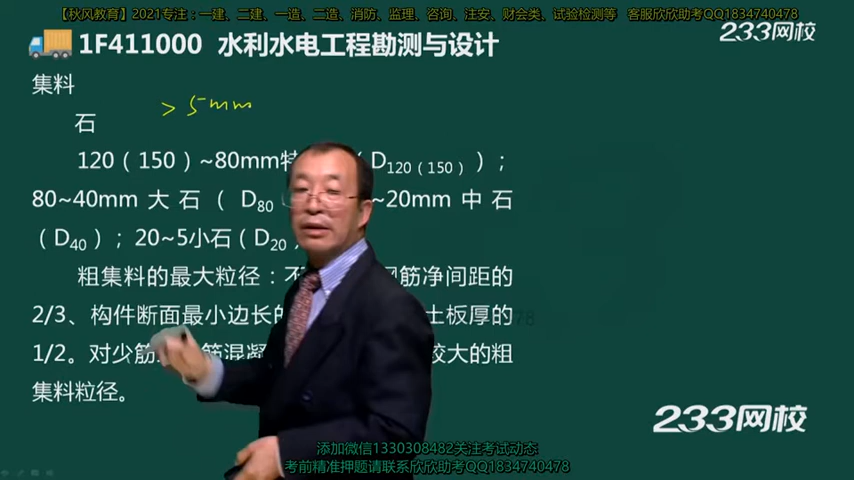 【秋风教育】2021专注：一建、二建、一造、二造、消防、监理、咨询、注安、财会类、试验检测等 客服欣欣助考QQ1834740478
1F411000 水利水电工程勘测与设计
233网校
集料
>5mm
石
120（150）~80mm特 （D120（150））；
80~40mm 大 石（ D80 ~20mm 中 石
（D40）；20~5小石（D20
粗集料的最大粒径：不 筋净间距的
2/3、构件断面最小边长的 土板厚的
1/2。对少筋 筋混凝 较大的粗
集料粒径。
233网校
添加微信1330308482关注考试动态
考前精准押题请联系欣欣助考QQ1834740478